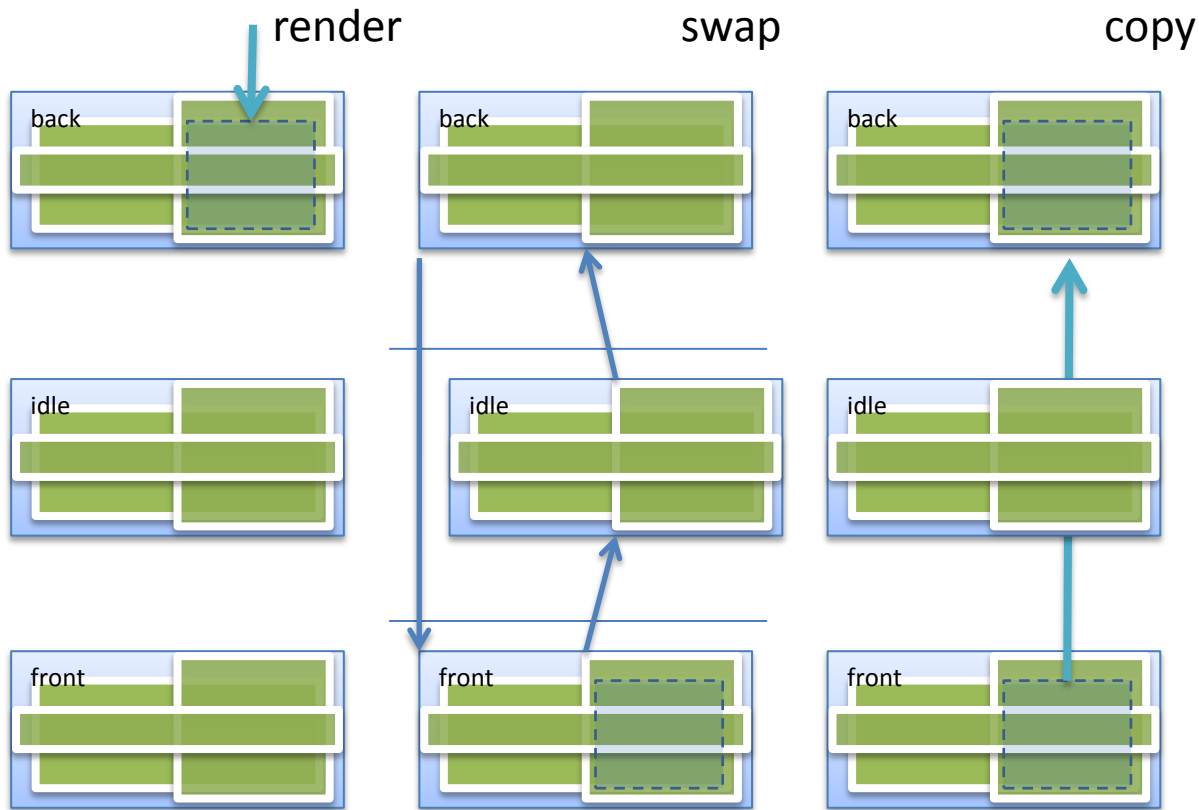 render
swap
copy
back
back
back
idle
idle
idle
front
front
front